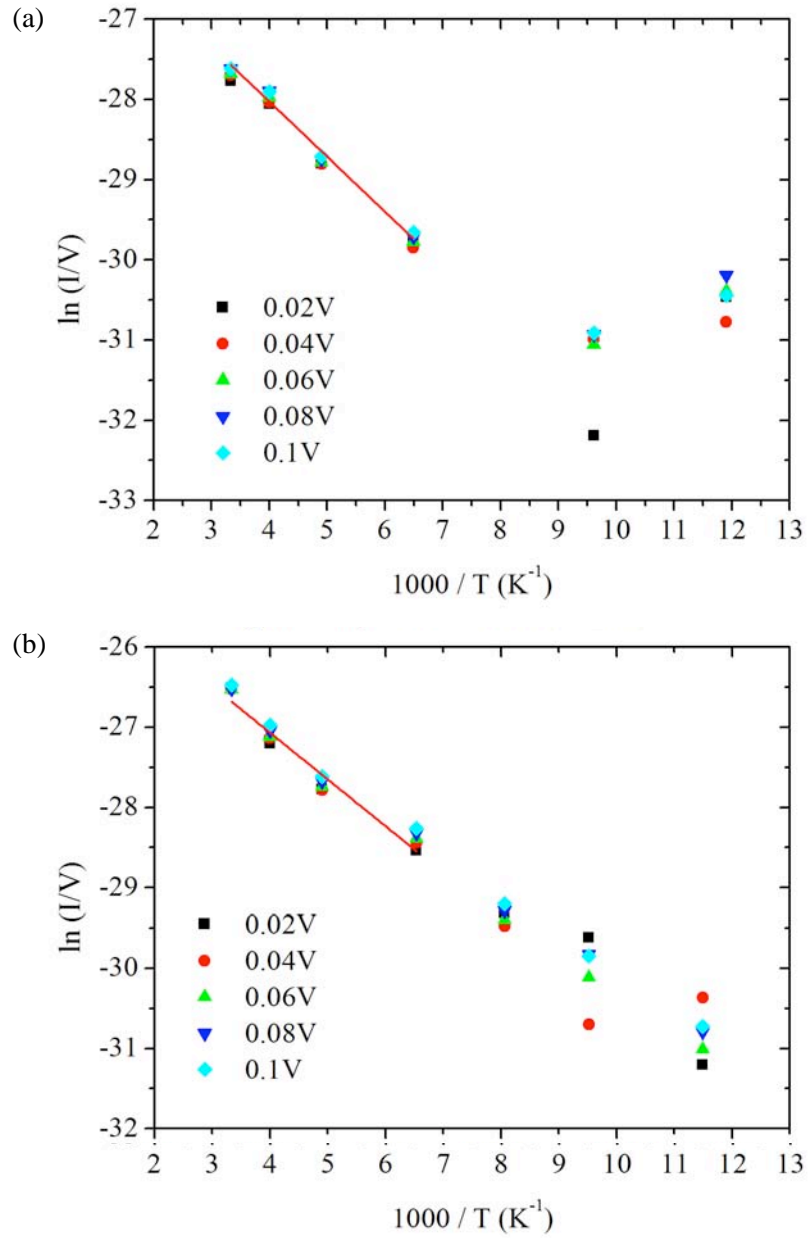 (a)
-27
-28
-29
-30
-31
-32
-33
ln (I/V)
0.02V
0.04V
0.06V
0.08V
0.1V
2 3 4 5 6 7 8 9 10 11 12 13
1000 / T (K⁻¹)
(b)
-26
-27
-28
-29
-30
-31
-32
ln (I/V)
0.02V
0.04V
0.06V
0.08V
0.1V
2 3 4 5 6 7 8 9 10 11 12 13
1000 / T (K⁻¹)